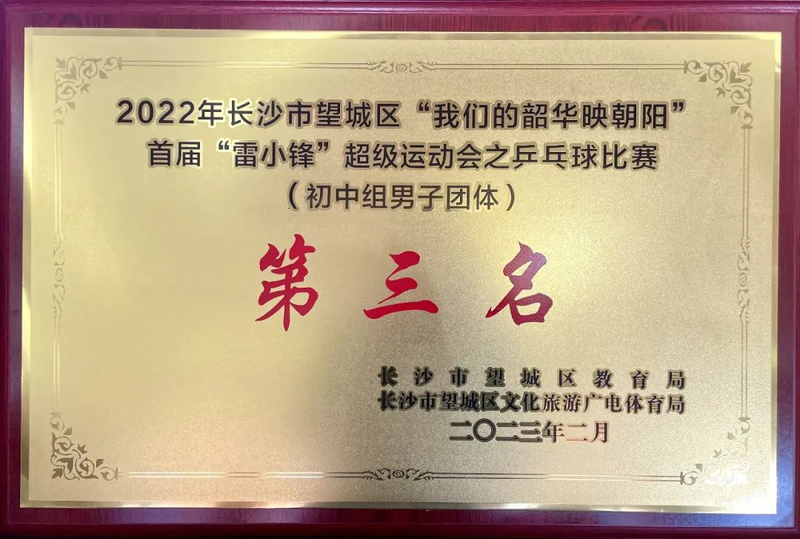 2022年长沙市望城区“我们的韶华映朝阳”
首届“雷小锋”超级运动会之乒乓球比赛
（初中组男子团体）
第三名
长沙市望城区教育局
长沙市望城区文化旅游广电体育局
二〇二三年二月